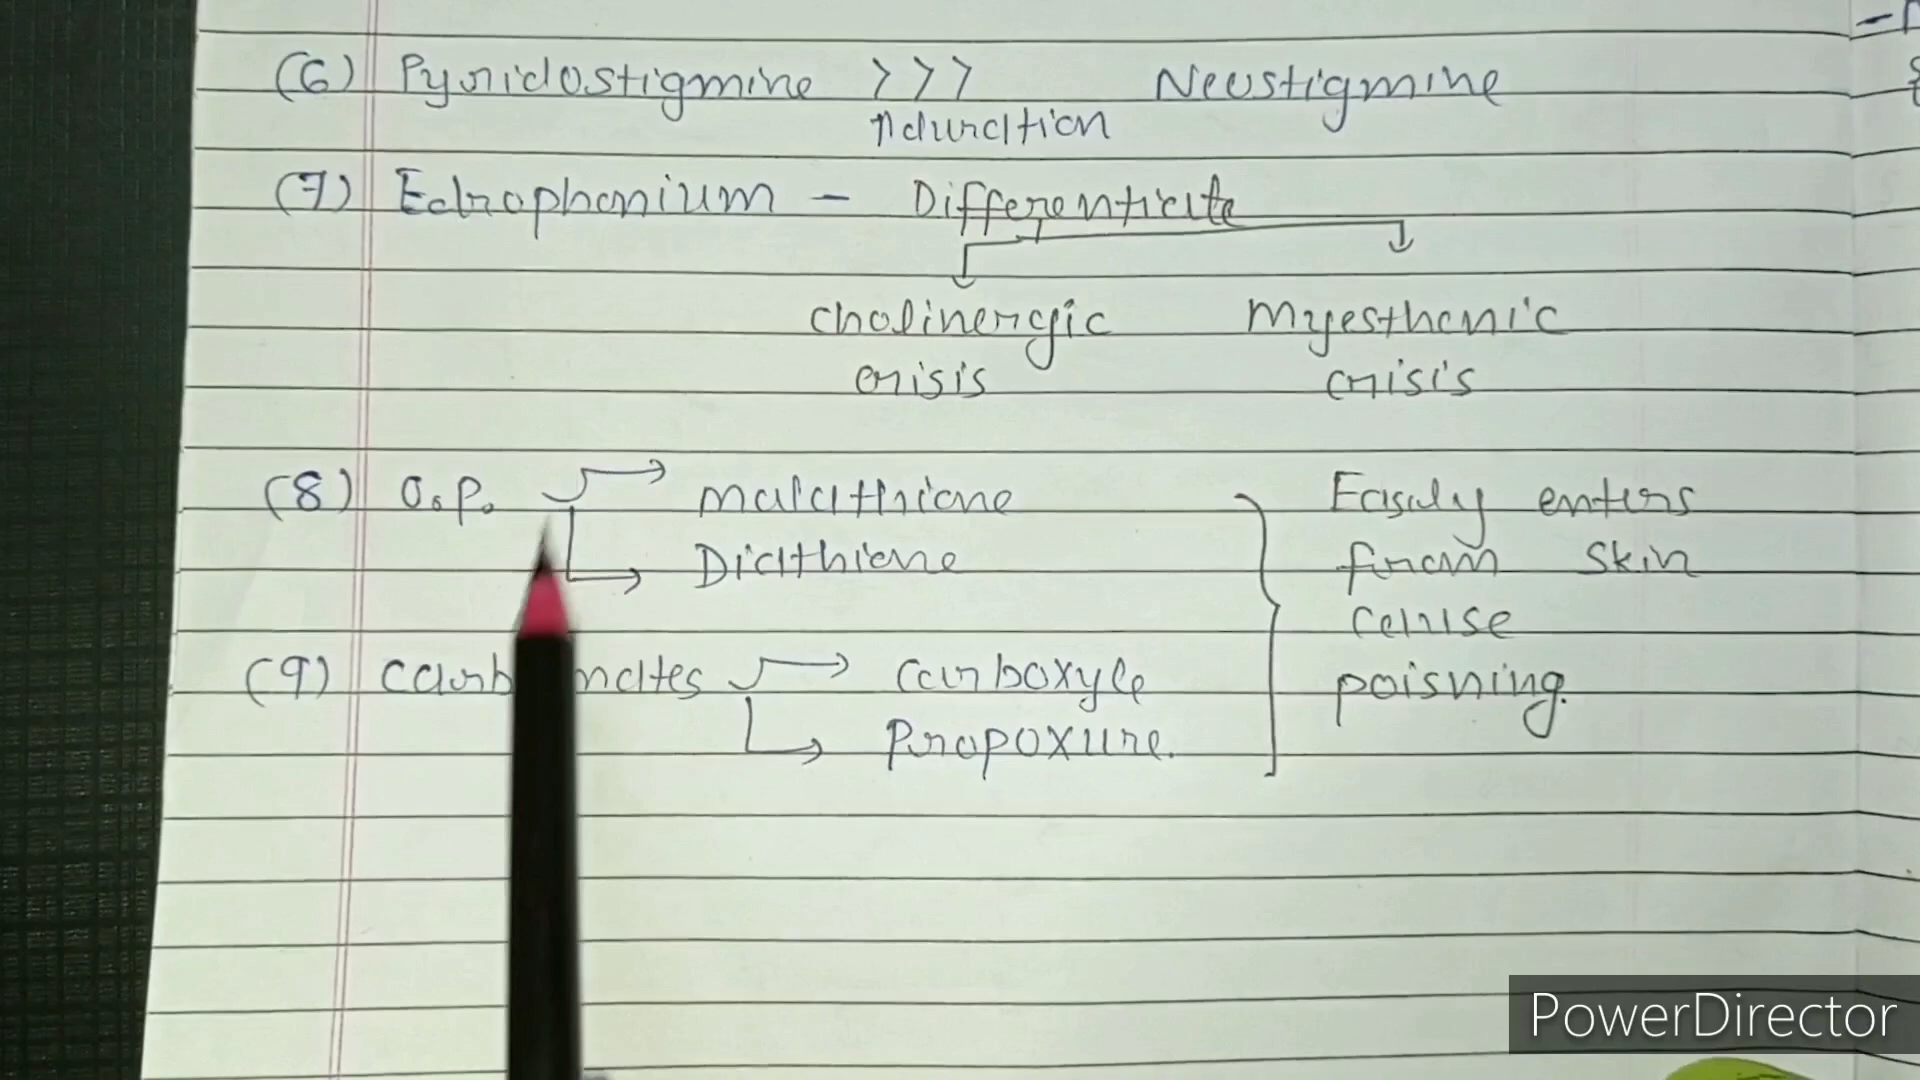 (6) Pyridostigmine >>> Neostigmine
↑duration
(7) Edrophonium - Differentiate
cholinergic myesthenic
crisis crisis
(8) O.P. → malathione Easily enters
→ Diathione from skin
cause
(9) carb mates → carboxyle poisning.
→ Propoxure.
PowerDirector